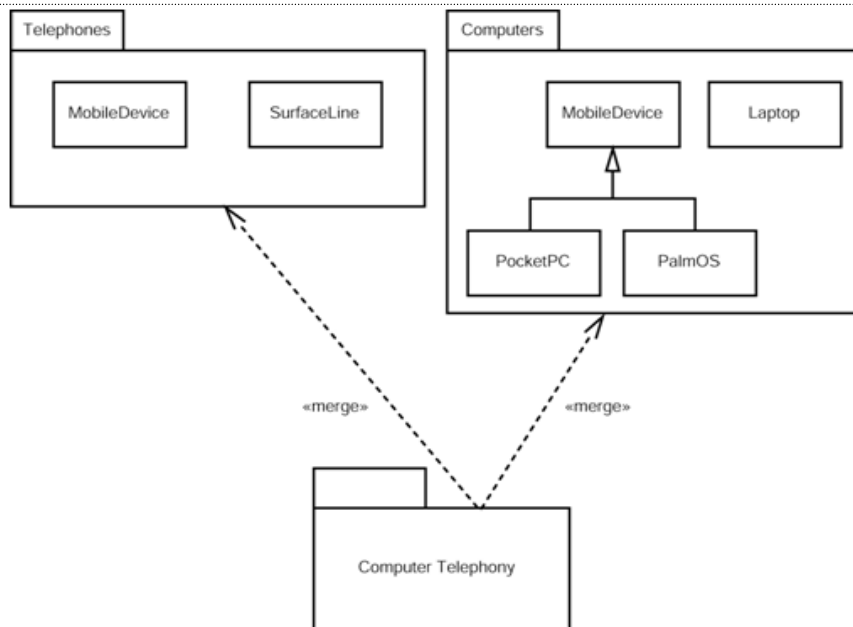 Telephones
Computers
MobileDevice
SurfaceLine
MobileDevice
Laptop
PocketPC
PalmOS
«merge»
«merge»
Computer Telephony